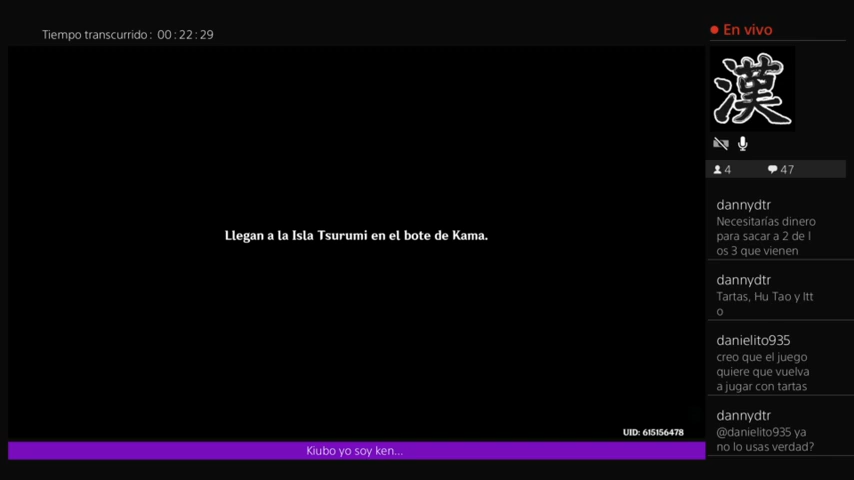 Tiempo transcurrido: 00:22:29
En vivo
漢
4 47
Llegan a la Isla Tsurumi en el bote de Kama.
UID: 615156478
Kiubo yo soy ken...
dannydtr
Necesitarías dinero
para sacar a 2 de l
os 3 que vienen
dannydtr
Tartas, Hu Tao y Itt
o
danielito935
creo que el juego
quiere que vuelva
a jugar con tartas
dannydtr
@danielito935 ya
no lo usas verdad?